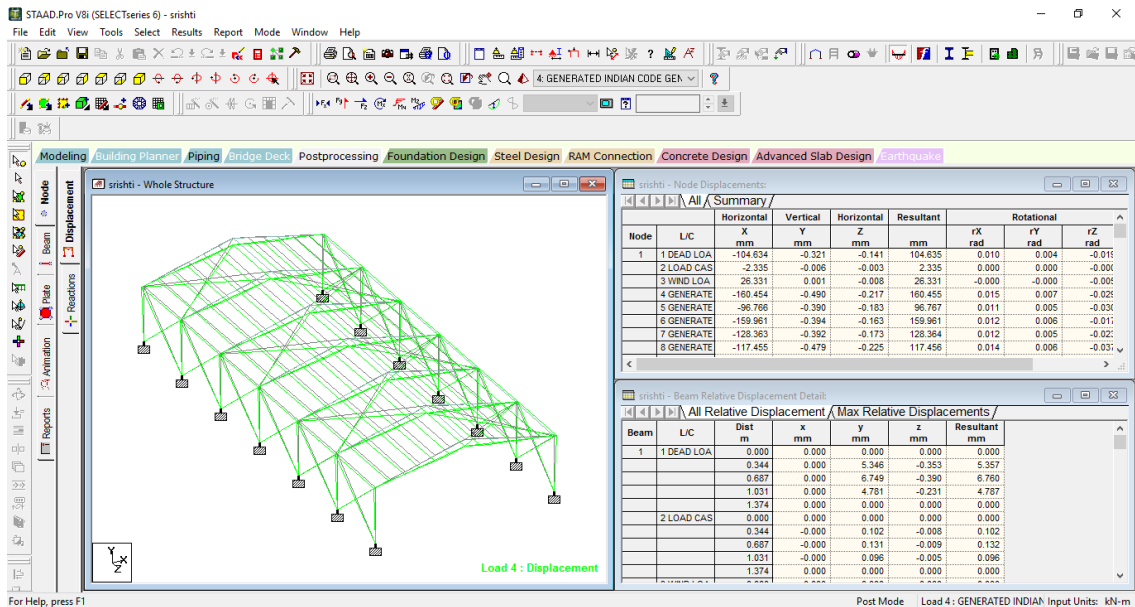 STAAD.Pro V8i (SELECTseries 6) - srishti
File Edit View Tools Select Results Report Mode Window Help
4: GENERATED INDIAN CODE GEN
Modeling Building Planner Piping Bridge Deck Postprocessing Foundation Design Steel Design RAM Connection Concrete Design Advanced Slab Design Earthquake
Node
Beam
Plate
Animation
Reports
Displacement
Reactions
srishti - Whole Structure
Y
X
Z
Load 4 : Displacement
srishti - Node Displacements:
All Summary
Horizontal Vertical Horizontal Resultant Rotational
Node L/C X Y Z rX rY rZ
mm mm mm mm rad rad rad
1 1 DEAD LOA -104.634 -0.321 -0.141 104.635 0.010 0.004
2 LOAD CAS -2.335 -0.006 -0.003 2.335 0.000 0.000
3 WIND LOA 26.331 0.001 -0.008 26.331 -0.000 -0.000
4 GENERATE -160.454 -0.490 -0.217 160.455 0.015 0.007
5 GENERATE -96.766 -0.390 -0.183 96.767 0.011 0.005
6 GENERATE -159.961 -0.394 -0.163 159.961 0.012 0.006
7 GENERATE -128.363 -0.392 -0.173 128.364 0.012 0.005
8 GENERATE -117.455 -0.479 -0.225 117.456 0.014 0.006
srishti - Beam Relative Displacement Detail:
All Relative Displacement Max Relative Displacements
Beam L/C Dist x y z Resultant
m mm mm mm mm
1 1 DEAD LOA 0.000 0.000 0.000 0.000 0.000
0.344 0.000 5.346 -0.353 5.357
0.687 0.000 6.749 -0.390 6.760
1.031 0.000 4.781 -0.231 4.787
1.374 0.000 0.000 0.000 0.000
2 LOAD CAS 0.000 0.000 0.000 0.000 0.000
0.344 -0.000 0.102 -0.008 0.102
0.687 -0.000 0.131 -0.009 0.132
1.031 -0.000 0.096 -0.005 0.096
1.374 0.000 0.000 0.000 0.000
For Help, press F1
Post Mode Load 4 : GENERATED INDIAN Input Units: kN-m